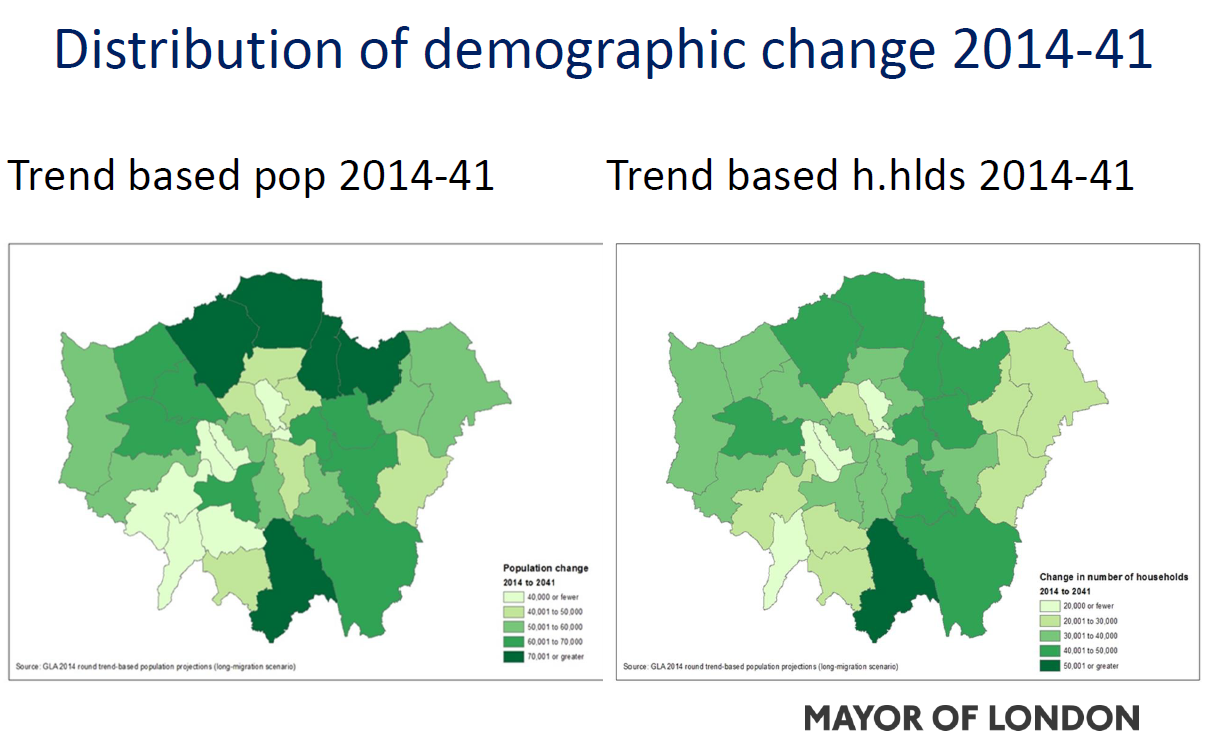 Distribution of demographic change 2014-41
Trend based pop 2014-41
Trend based h.hlds 2014-41
Population change
2014 to 2041
40,000 or fewer
40,001 to 50,000
50,001 to 60,000
60,001 to 70,000
70,001 or greater
Source: GLA 2014 round trend-based population projections (long-migration scenario)
Change in number of households
2014 to 2041
20,000 or fewer
20,001 to 30,000
30,001 to 40,000
40,001 to 50,000
50,001 or greater
Source: GLA 2014 round trend-based population projections (long-migration scenario)
MAYOR OF LONDON